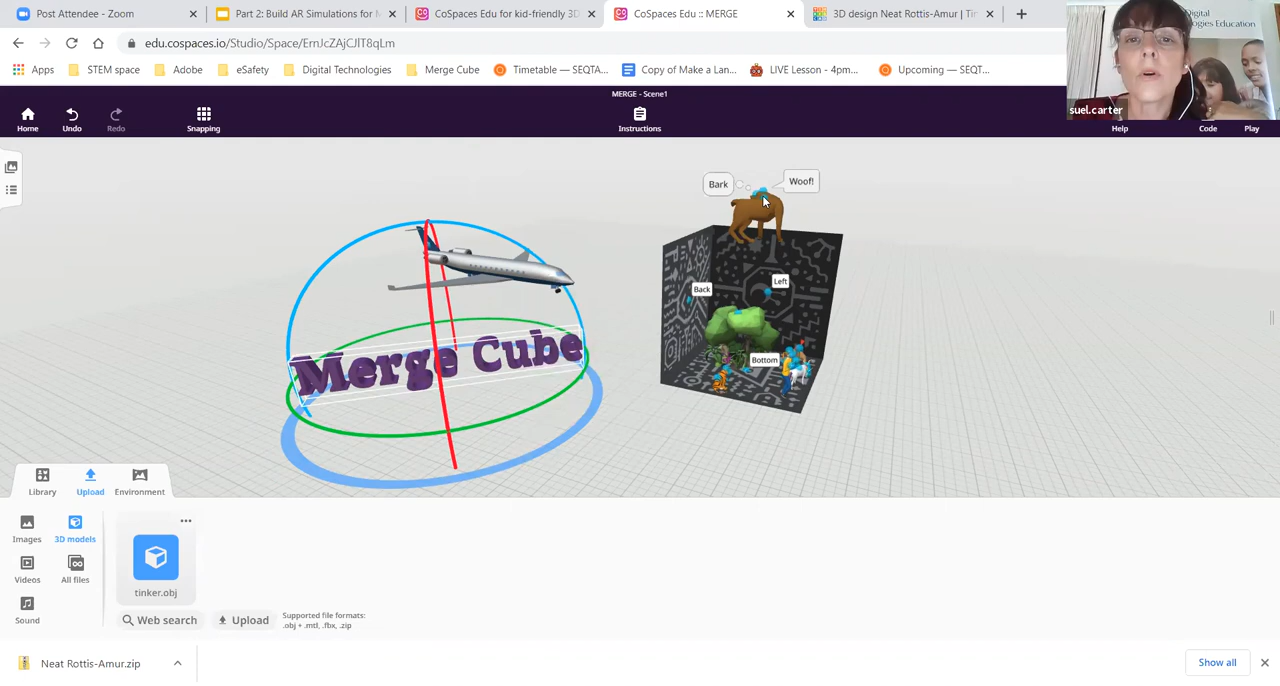 Post Attendee - Zoom
Part 2: Build AR Simulations for M
CoSpaces Edu for kid-friendly 3D
CoSpaces Edu :: MERGE
3D design Neat Rottis-Amur | Tin
edu.cospaces.io/Studio/Space/ErnJcZAjCJlT8qLm
Apps
STEM space
Adobe
eSafety
Digital Technologies
Merge Cube
Timetable — SEQTA...
Copy of Make a Lan...
LIVE Lesson - 4pm...
Upcoming — SEQT...
Digital
ogies Education
suel.carter
MERGE - Scene1
Home
Undo
Redo
Snapping
Instructions
Help
Code
Play
Bark
Woof!
Back
Left
Bottom
Merge Cube
Library
Upload
Environment
Images
3D models
Videos
All files
Sound
tinker.obj
Web search
Upload
Supported file formats:
.obj + .mtl, .fbx, .zip
Neat Rottis-Amur.zip
Show all